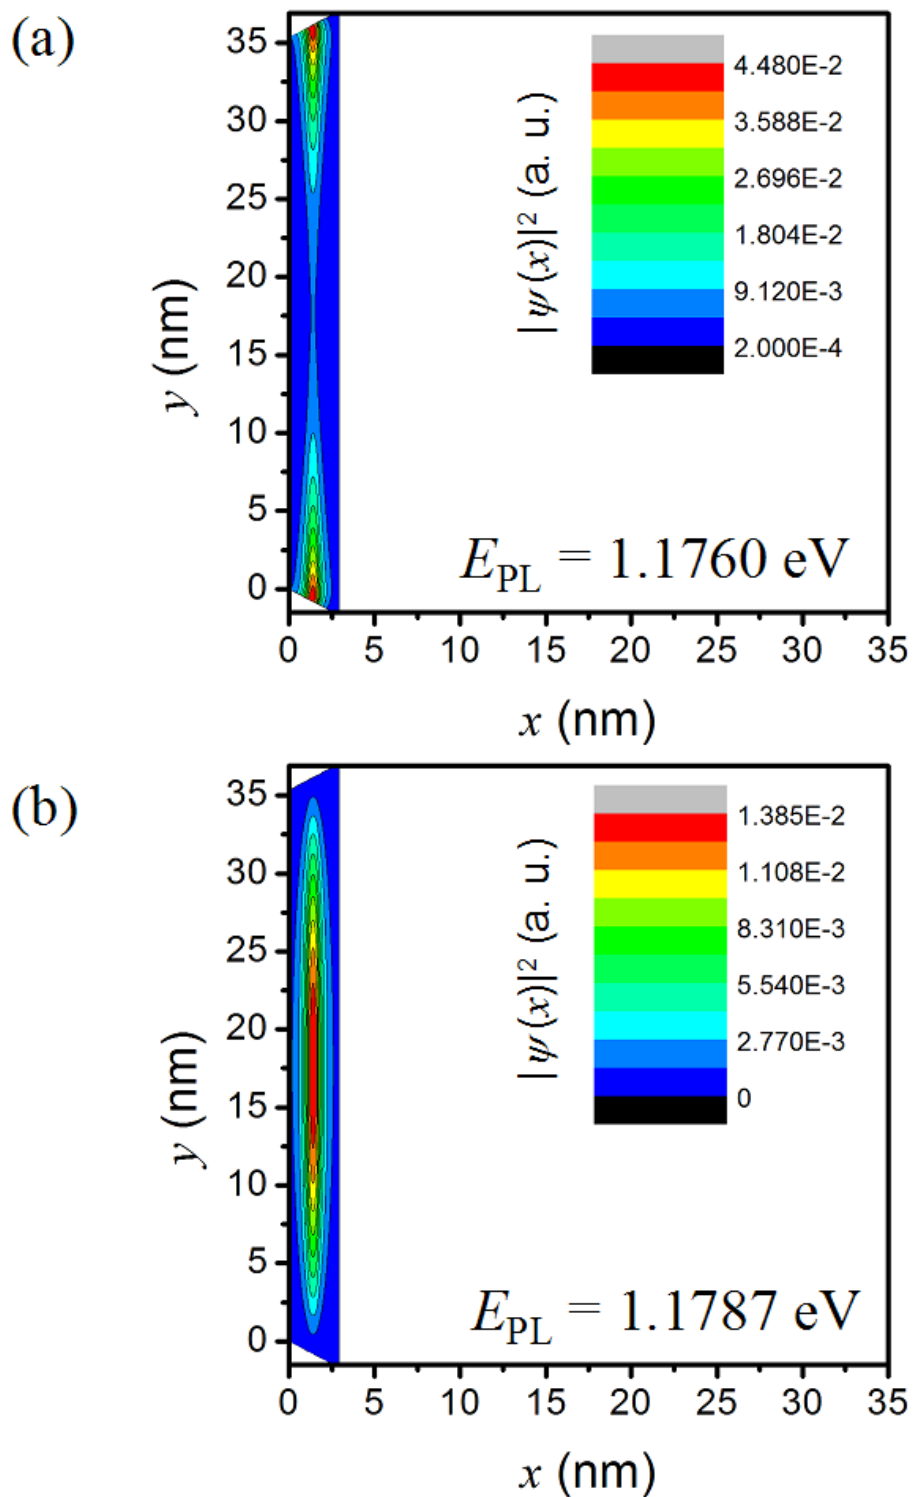 (a)
35
30
25
20
15
10
5
0
y (nm)
|ψ(x)|² (a. u.)
4.480E-2
3.588E-2
2.696E-2
1.804E-2
9.120E-3
2.000E-4
E_PL = 1.1760 eV
0 5 10 15 20 25 30 35
x (nm)
(b)
35
30
25
20
15
10
5
0
y (nm)
|ψ(x)|² (a. u.)
1.385E-2
1.108E-2
8.310E-3
5.540E-3
2.770E-3
0
E_PL = 1.1787 eV
0 5 10 15 20 25 30 35
x (nm)